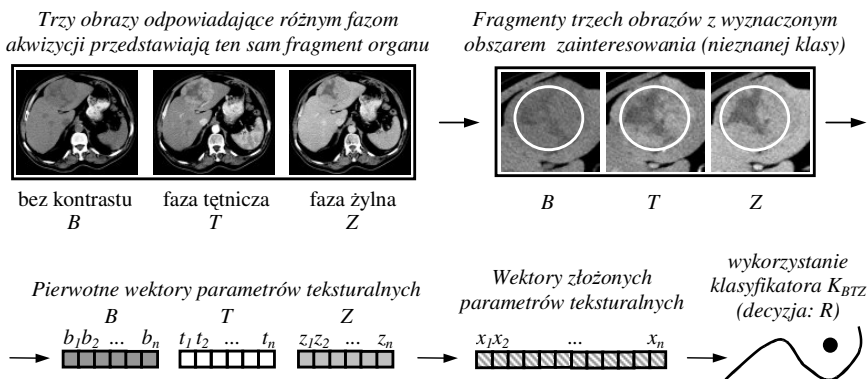 Trzy obrazy odpowiadające różnym fazom
akwizycji przedstawiają ten sam fragment organu
Fragmenty trzech obrazów z wyznaczonym
obszarem zainteresowania (nieznanej klasy)
bez kontrastu
B
faza tętnicza
T
faza żylna
Z
B
T
Z
Pierwotne wektory parametrów teksturalnych
B
T
Z
b1b2 ... bn
t1 t2 ... tn
z1z2 ... zn
Wektory złożonych
parametrów teksturalnych
x1x2 ... xn
wykorzystanie
klasyfikatora KBTZ
(decyzja: R)